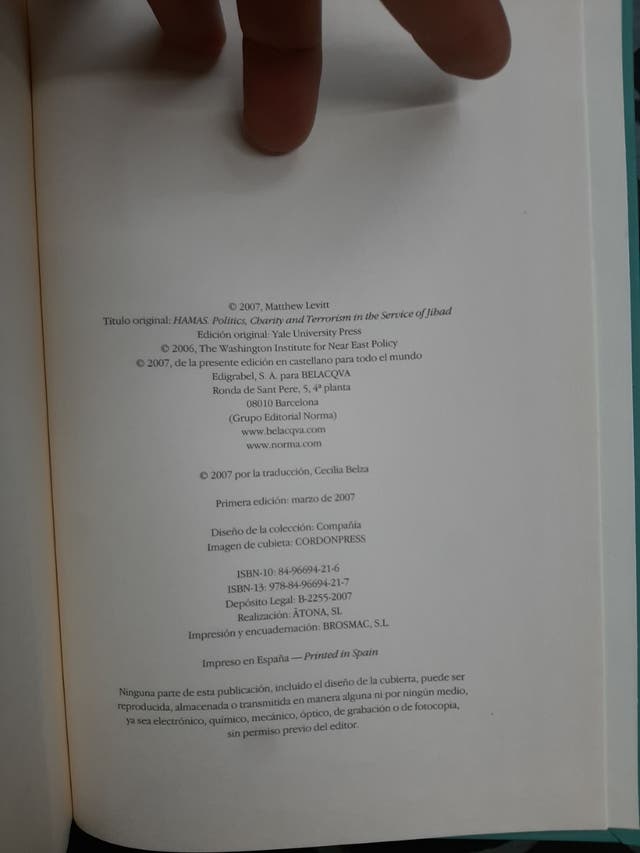 © 2007, Matthew Levitt
Título original: HAMAS. Politics, Charity and Terrorism in the Service of Jihad
Edición original: Yale University Press
© 2006, The Washington Institute for Near East Policy
© 2007, de la presente edición en castellano para todo el mundo
Edigrabel, S. A. para BELACQVA
Ronda de Sant Pere, 5, 4ª planta
08010 Barcelona
(Grupo Editorial Norma)
www.belacqva.com
www.norma.com
© 2007 por la traducción, Cecilia Belza
Primera edición: marzo de 2007
Diseño de la colección: Compañía
Imagen de cubieta: CORDONPRESS
ISBN-10: 84-96694-21-6
ISBN-13: 978-84-96694-21-7
Depósito Legal: B-2255-2007
Realización: ÀTONA, SL
Impresión y encuadernación: BROSMAC, S.L.
Impreso en España — Printed in Spain
Ninguna parte de esta publicación, incluido el diseño de la cubierta, puede ser
reproducida, almacenada o transmitida en manera alguna ni por ningún medio,
ya sea electrónico, químico, mecánico, óptico, de grabación o de fotocopia,
sin permiso previo del editor.